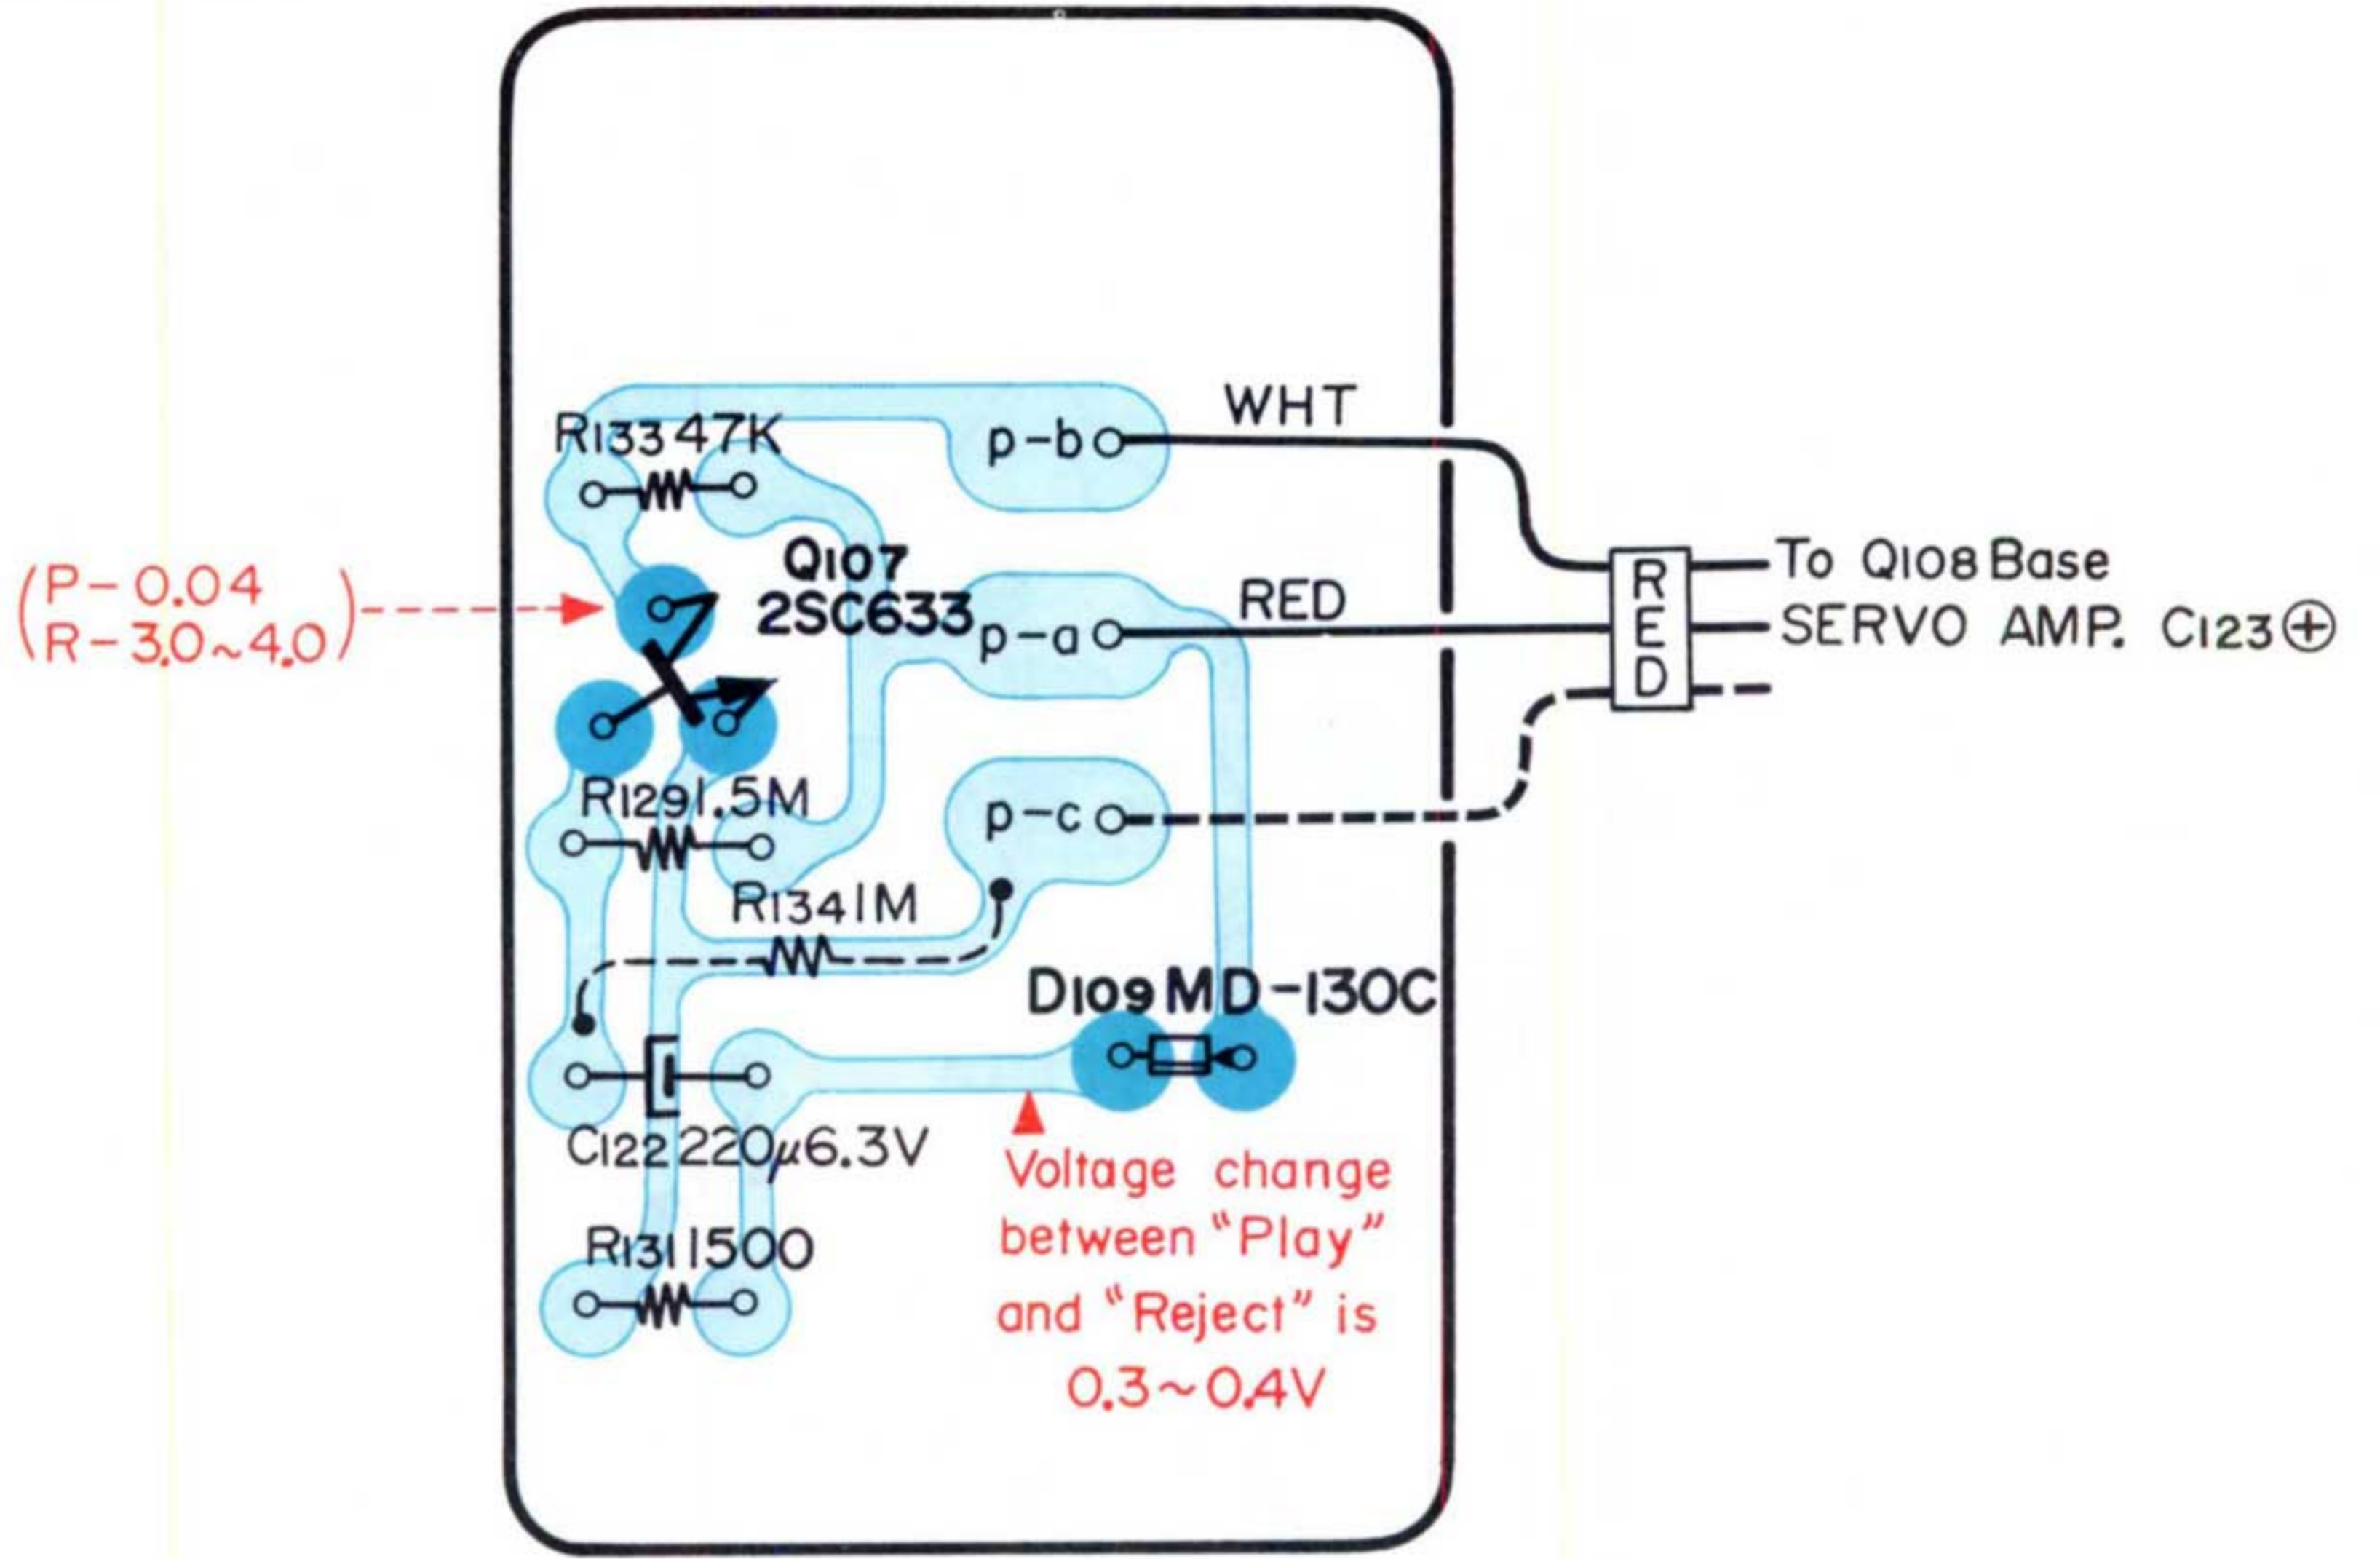 WHT
R133 47K
p-b
Q107
2SC633
To Q108 Base
(P-0.04
R-3.0~4.0)
RED
p-a
RED
SERVO AMP. C123 ⊕
R129 1.5M
p-c
R134 1M
D109 MD-130C
C122 220μ6.3V
Voltage change
between “Play”
and “Reject” is
0.3~0.4V
R131 1500